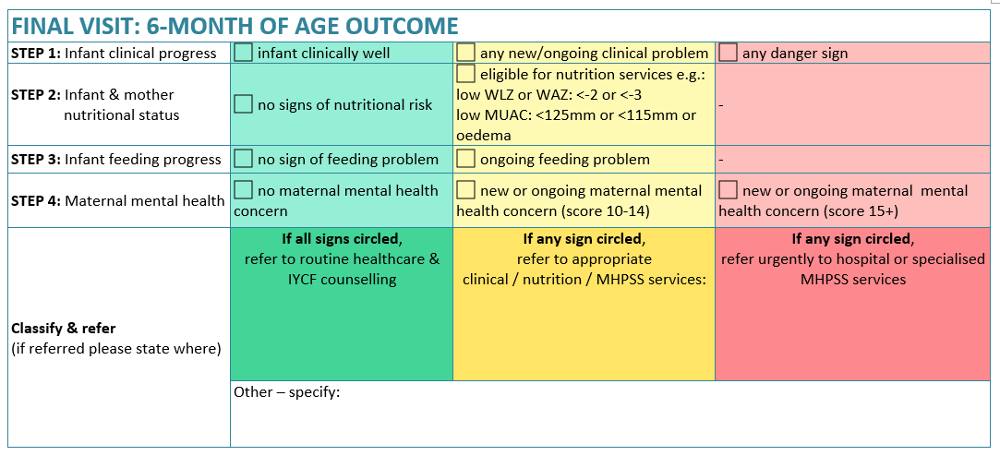 FINAL VISIT: 6-MONTH OF AGE OUTCOME
STEP 1: Infant clinical progress
infant clinically well
any new/ongoing clinical problem
any danger sign
STEP 2: Infant & mother
nutritional status
no signs of nutritional risk
eligible for nutrition services e.g.:
low WLZ or WAZ: <-2 or <-3
low MUAC: <125mm or <115mm or
oedema
-
STEP 3: Infant feeding progress
no sign of feeding problem
ongoing feeding problem
-
STEP 4: Maternal mental health
no maternal mental health
concern
new or ongoing maternal mental
health concern (score 10-14)
new or ongoing maternal  mental
health concern (score 15+)
Classify & refer
(if referred please state where)
If all signs circled,
refer to routine healthcare &
IYCF counselling
If any sign circled,
refer to appropriate
clinical / nutrition / MHPSS services:
If any sign circled,
refer urgently to hospital or specialised
MHPSS services
Other – specify: